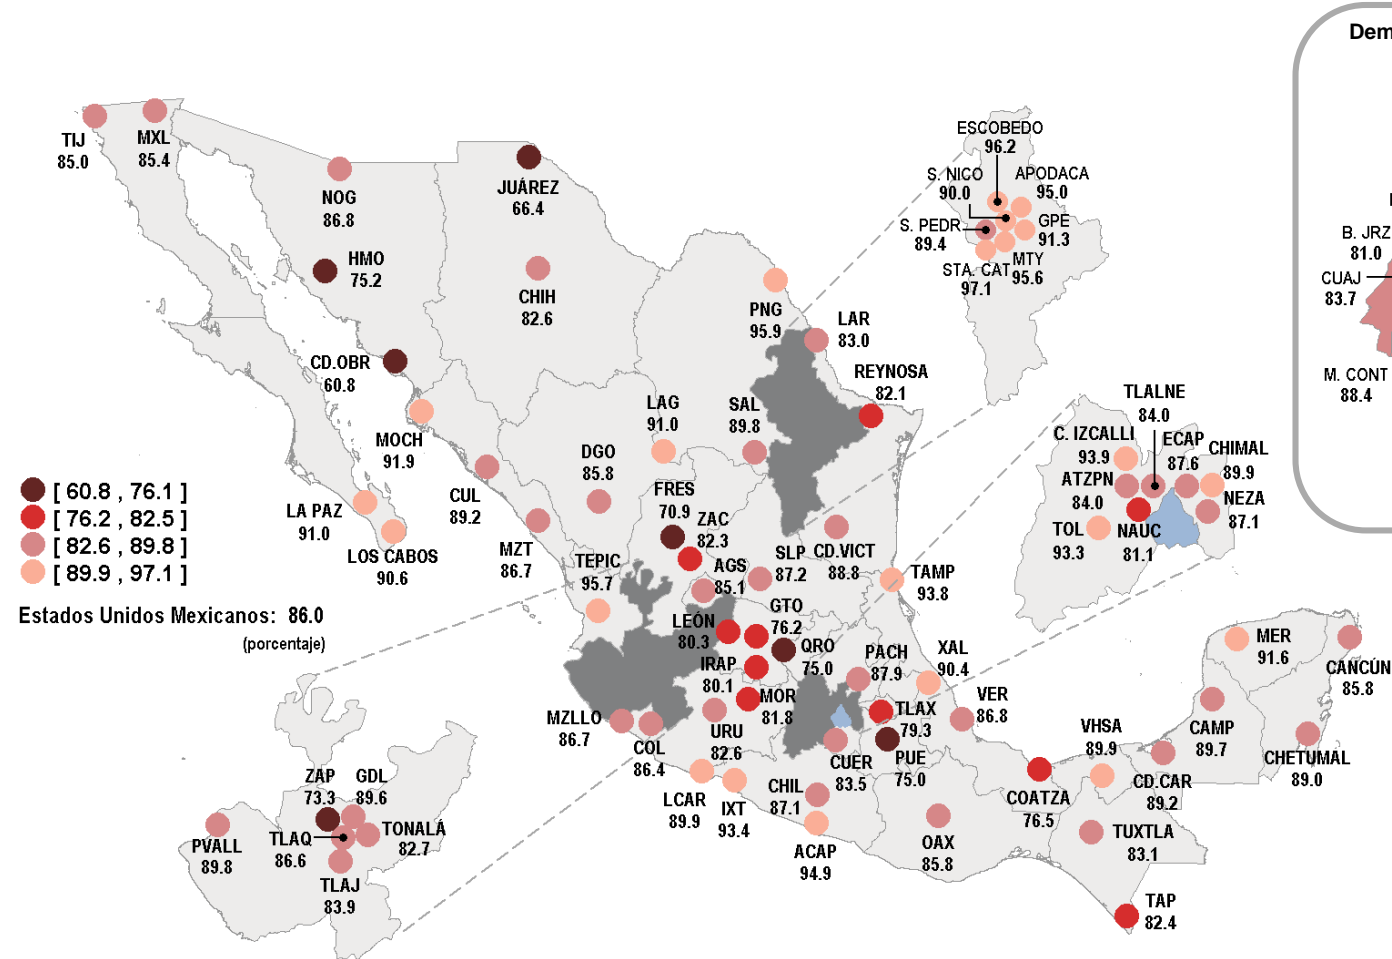 Dem
TIJ
85.0
MXL
85.4
NOG
86.8
JUÁREZ
66.4
HMO
75.2
CHIH
82.6
CD.OBR
60.8
MOCH
91.9
ESCOBEDO
96.2
S. NICO
90.0
APODACA
95.0
S. PEDR
89.4
GPE
91.3
STA. CAT
97.1
MTY
95.6
B. JRZ
81.0
CUAJ
83.7
M. CONT
88.4
PNG
95.9
LAR
83.0
REYNOSA
82.1
LAG
91.0
SAL
89.8
DGO
85.8
CUL
89.2
MZT
86.7
LA PAZ
91.0
LOS CABOS
90.6
FRES
70.9
ZAC
82.3
AGS
85.1
SLP
87.2
CD.VICT
88.8
TAMP
93.8
TEPIC
95.7
TLALNE
84.0
C. IZCALLI
93.9
ECAP
87.6
CHIMAL
89.9
ATZPN
84.0
NEZA
87.1
TOL
93.3
NAUC
81.1
[ 60.8 , 76.1 ]
[ 76.2 , 82.5 ]
[ 82.6 , 89.8 ]
[ 89.9 , 97.1 ]
Estados Unidos Mexicanos: 86.0
(porcentaje)
LEÓN
80.3
GTO
76.2
QRO
75.0
IRAP
80.1
MOR
81.8
PACH
87.9
XAL
90.4
TLAX
79.3
VER
86.8
MZLLO
86.7
COL
86.4
URU
82.6
CUER
83.5
PUE
75.0
LCAR
89.9
IXT
93.4
CHIL
87.1
ACAP
94.9
OAX
85.8
COATZA
76.5
VHSA
89.9
CD.CAR
89.2
CAMP
89.7
MER
91.6
CANCÚN
85.8
CHETUMAL
89.0
TUXTLA
83.1
TAP
82.4
ZAP
73.3
GDL
89.6
PVALL
89.8
TLAQ
86.6
TONALÁ
82.7
TLAJ
83.9